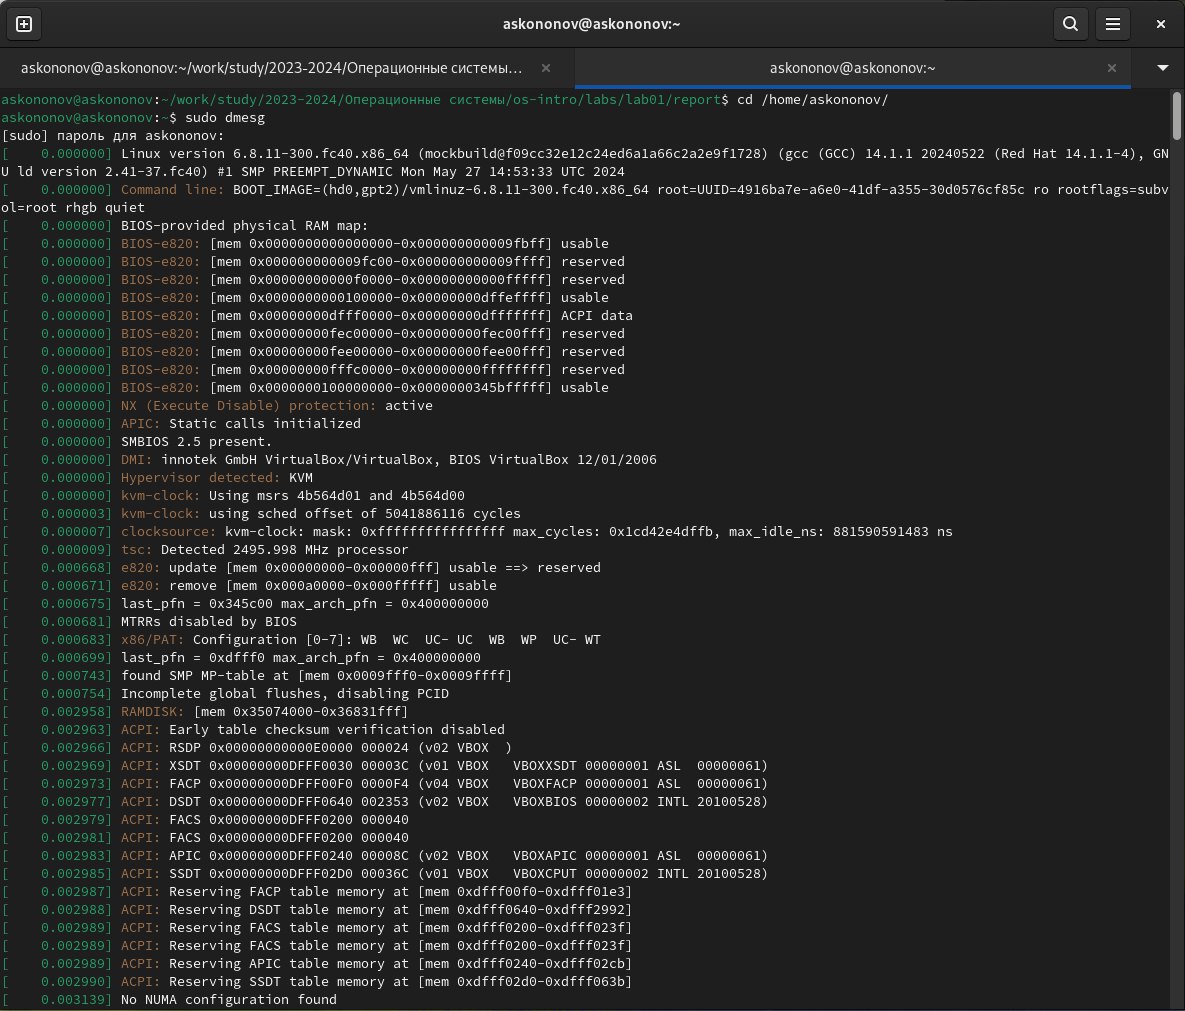 askononov@askononov:~
askononov@askononov:~/work/study/2023-2024/Операционные системы… × askononov@askononov:~ ×
askononov@askononov:~/work/study/2023-2024/Операционные системы/os-intro/labs/lab01/report$ cd /home/askononov/
askononov@askononov:~$ sudo dmesg
[sudo] пароль для askononov:
[    0.000000] Linux version 6.8.11-300.fc40.x86_64 (mockbuild@f09cc32e12c24ed6a1a66c2a2e9f1728) (gcc (GCC) 14.1.1 20240522 (Red Hat 14.1.1-4), GN
U ld version 2.41-37.fc40) #1 SMP PREEMPT_DYNAMIC Mon May 27 14:53:33 UTC 2024
[    0.000000] Command line: BOOT_IMAGE=(hd0,gpt2)/vmlinuz-6.8.11-300.fc40.x86_64 root=UUID=4916ba7e-a6e0-41df-a355-30d0576cf85c ro rootflags=subv
ol=root rhgb quiet
[    0.000000] BIOS-provided physical RAM map:
[    0.000000] BIOS-e820: [mem 0x0000000000000000-0x000000000009fbff] usable
[    0.000000] BIOS-e820: [mem 0x000000000009fc00-0x000000000009ffff] reserved
[    0.000000] BIOS-e820: [mem 0x00000000000f0000-0x00000000000fffff] reserved
[    0.000000] BIOS-e820: [mem 0x0000000000100000-0x00000000dffeffff] usable
[    0.000000] BIOS-e820: [mem 0x00000000dfff0000-0x00000000dfffffff] ACPI data
[    0.000000] BIOS-e820: [mem 0x00000000fec00000-0x00000000fec00fff] reserved
[    0.000000] BIOS-e820: [mem 0x00000000fee00000-0x00000000fee00fff] reserved
[    0.000000] BIOS-e820: [mem 0x00000000fffc0000-0x00000000ffffffff] reserved
[    0.000000] BIOS-e820: [mem 0x0000000100000000-0x0000000345bfffff] usable
[    0.000000] NX (Execute Disable) protection: active
[    0.000000] APIC: Static calls initialized
[    0.000000] SMBIOS 2.5 present.
[    0.000000] DMI: innotek GmbH VirtualBox/VirtualBox, BIOS VirtualBox 12/01/2006
[    0.000000] Hypervisor detected: KVM
[    0.000000] kvm-clock: Using msrs 4b564d01 and 4b564d00
[    0.000003] kvm-clock: using sched offset of 5041886116 cycles
[    0.000007] clocksource: kvm-clock: mask: 0xffffffffffffffff max_cycles: 0x1cd42e4dffb, max_idle_ns: 881590591483 ns
[    0.000009] tsc: Detected 2495.998 MHz processor
[    0.000668] e820: update [mem 0x00000000-0x00000fff] usable ==> reserved
[    0.000671] e820: remove [mem 0x000a0000-0x000fffff] usable
[    0.000675] last_pfn = 0x345c00 max_arch_pfn = 0x400000000
[    0.000681] MTRRs disabled by BIOS
[    0.000683] x86/PAT: Configuration [0-7]: WB  WC  UC- UC  WB  WP  UC- WT
[    0.000699] last_pfn = 0xdfff0 max_arch_pfn = 0x400000000
[    0.000743] found SMP MP-table at [mem 0x0009fff0-0x0009ffff]
[    0.000754] Incomplete global flushes, disabling PCID
[    0.002958] RAMDISK: [mem 0x35074000-0x36831fff]
[    0.002963] ACPI: Early table checksum verification disabled
[    0.002966] ACPI: RSDP 0x00000000000E0000 000024 (v02 VBOX  )
[    0.002969] ACPI: XSDT 0x00000000DFFF0030 00003C (v01 VBOX   VBOXXSDT 00000001 ASL  00000061)
[    0.002973] ACPI: FACP 0x00000000DFFF00F0 0000F4 (v04 VBOX   VBOXFACP 00000001 ASL  00000061)
[    0.002977] ACPI: DSDT 0x00000000DFFF0640 002353 (v02 VBOX   VBOXBIOS 00000002 INTL 20100528)
[    0.002979] ACPI: FACS 0x00000000DFFF0200 000040
[    0.002981] ACPI: FACS 0x00000000DFFF0200 000040
[    0.002983] ACPI: APIC 0x00000000DFFF0240 00008C (v02 VBOX   VBOXAPIC 00000001 ASL  00000061)
[    0.002985] ACPI: SSDT 0x00000000DFFF02D0 00036C (v01 VBOX   VBOXCPUT 00000002 INTL 20100528)
[    0.002987] ACPI: Reserving FACP table memory at [mem 0xdfff00f0-0xdfff01e3]
[    0.002988] ACPI: Reserving DSDT table memory at [mem 0xdfff0640-0xdfff2992]
[    0.002989] ACPI: Reserving FACS table memory at [mem 0xdfff0200-0xdfff023f]
[    0.002989] ACPI: Reserving FACS table memory at [mem 0xdfff0200-0xdfff023f]
[    0.002989] ACPI: Reserving APIC table memory at [mem 0xdfff0240-0xdfff02cb]
[    0.002990] ACPI: Reserving SSDT table memory at [mem 0xdfff02d0-0xdfff063b]
[    0.003139] No NUMA configuration found